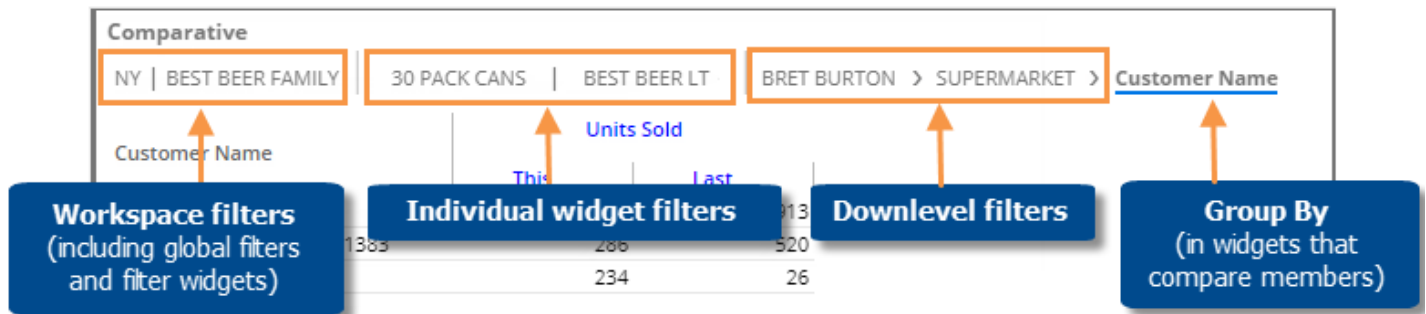 Comparative
NY | BEST BEER FAMILY 30 PACK CANS | BEST BEER LT BRET BURTON > SUPERMARKET > Customer Name
Units Sold
Customer Name
This Last
Workspace filters
(including global filters
and filter widgets)
Individual widget filters
Downlevel filters
Group By
(in widgets that
compare members)
913
1383 286 520
234 26